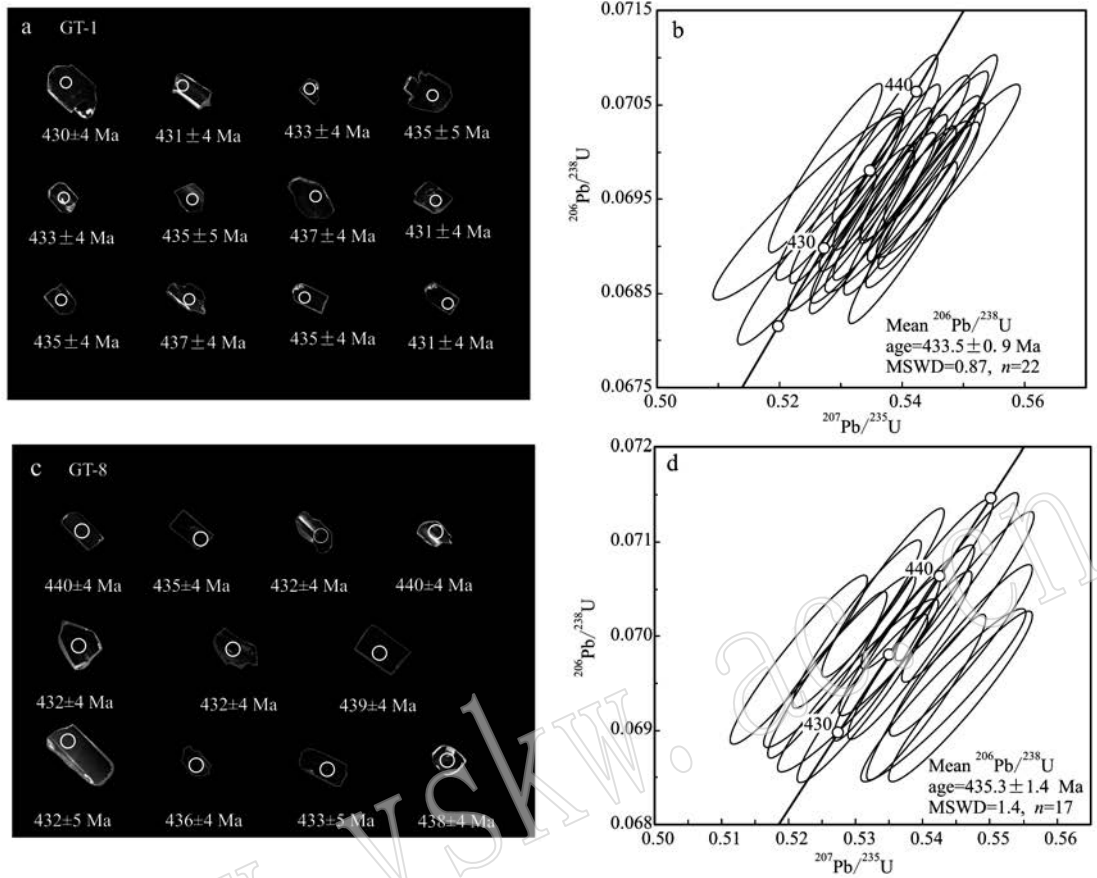 a GT-1
430±4 Ma 431±4 Ma 433±4 Ma 435±5 Ma
433±4 Ma 435±5 Ma 437±4 Ma 431±4 Ma
435±4 Ma 437±4 Ma 435±4 Ma 431±4 Ma
b
0.0715
0.0705
0.0695
0.0685
0.0675
²⁰⁶Pb/²³⁸U
440
430
Mean ²⁰⁶Pb/²³⁸U
age=433.5±0.9 Ma
MSWD=0.87, n=22
0.50 0.52 0.54 0.56
²⁰⁷Pb/²³⁵U
c GT-8
440±4 Ma 435±4 Ma 432±4 Ma 440±4 Ma
432±4 Ma 432±4 Ma 439±4 Ma
432±5 Ma 436±4 Ma 433±5 Ma 438±4 Ma
d
0.072
0.071
0.070
0.069
0.068
²⁰⁶Pb/²³⁸U
440
430
Mean ²⁰⁶Pb/²³⁸U
age=435.3±1.4 Ma
MSWD=1.4, n=17
0.50 0.51 0.52 0.53 0.54 0.55 0.56
²⁰⁷Pb/²³⁵U
vskw.ac.cn